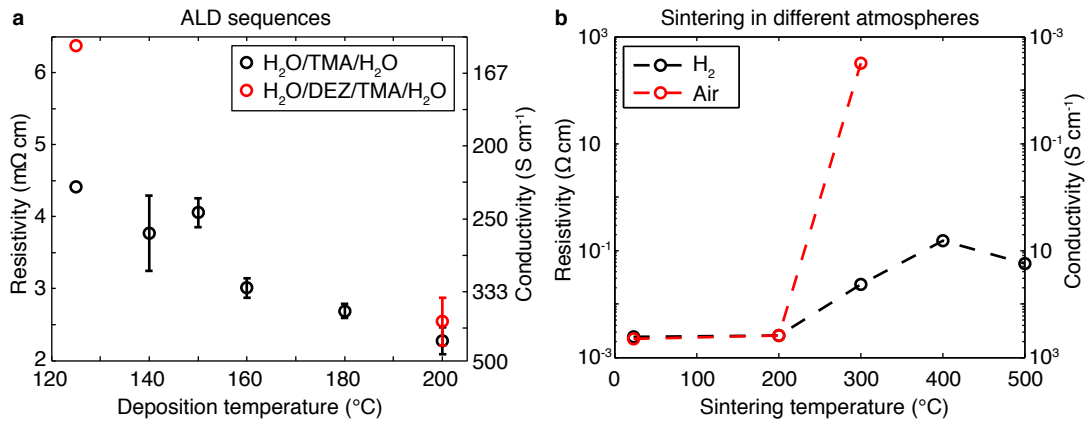 a
ALD sequences
H₂O/TMA/H₂O
H₂O/DEZ/TMA/H₂O
Resistivity (mΩ cm)
6
5
4
3
2
120
140
160
180
200
Deposition temperature (°C)
167
200
250
333
500
Conductivity (S cm⁻¹)
b
Sintering in different atmospheres
H₂
Air
Resistivity (Ω cm)
10³
10
10⁻¹
10⁻³
0
100
200
300
400
500
Sintering temperature (°C)
10⁻³
10⁻¹
10
10³
Conductivity (S cm⁻¹)